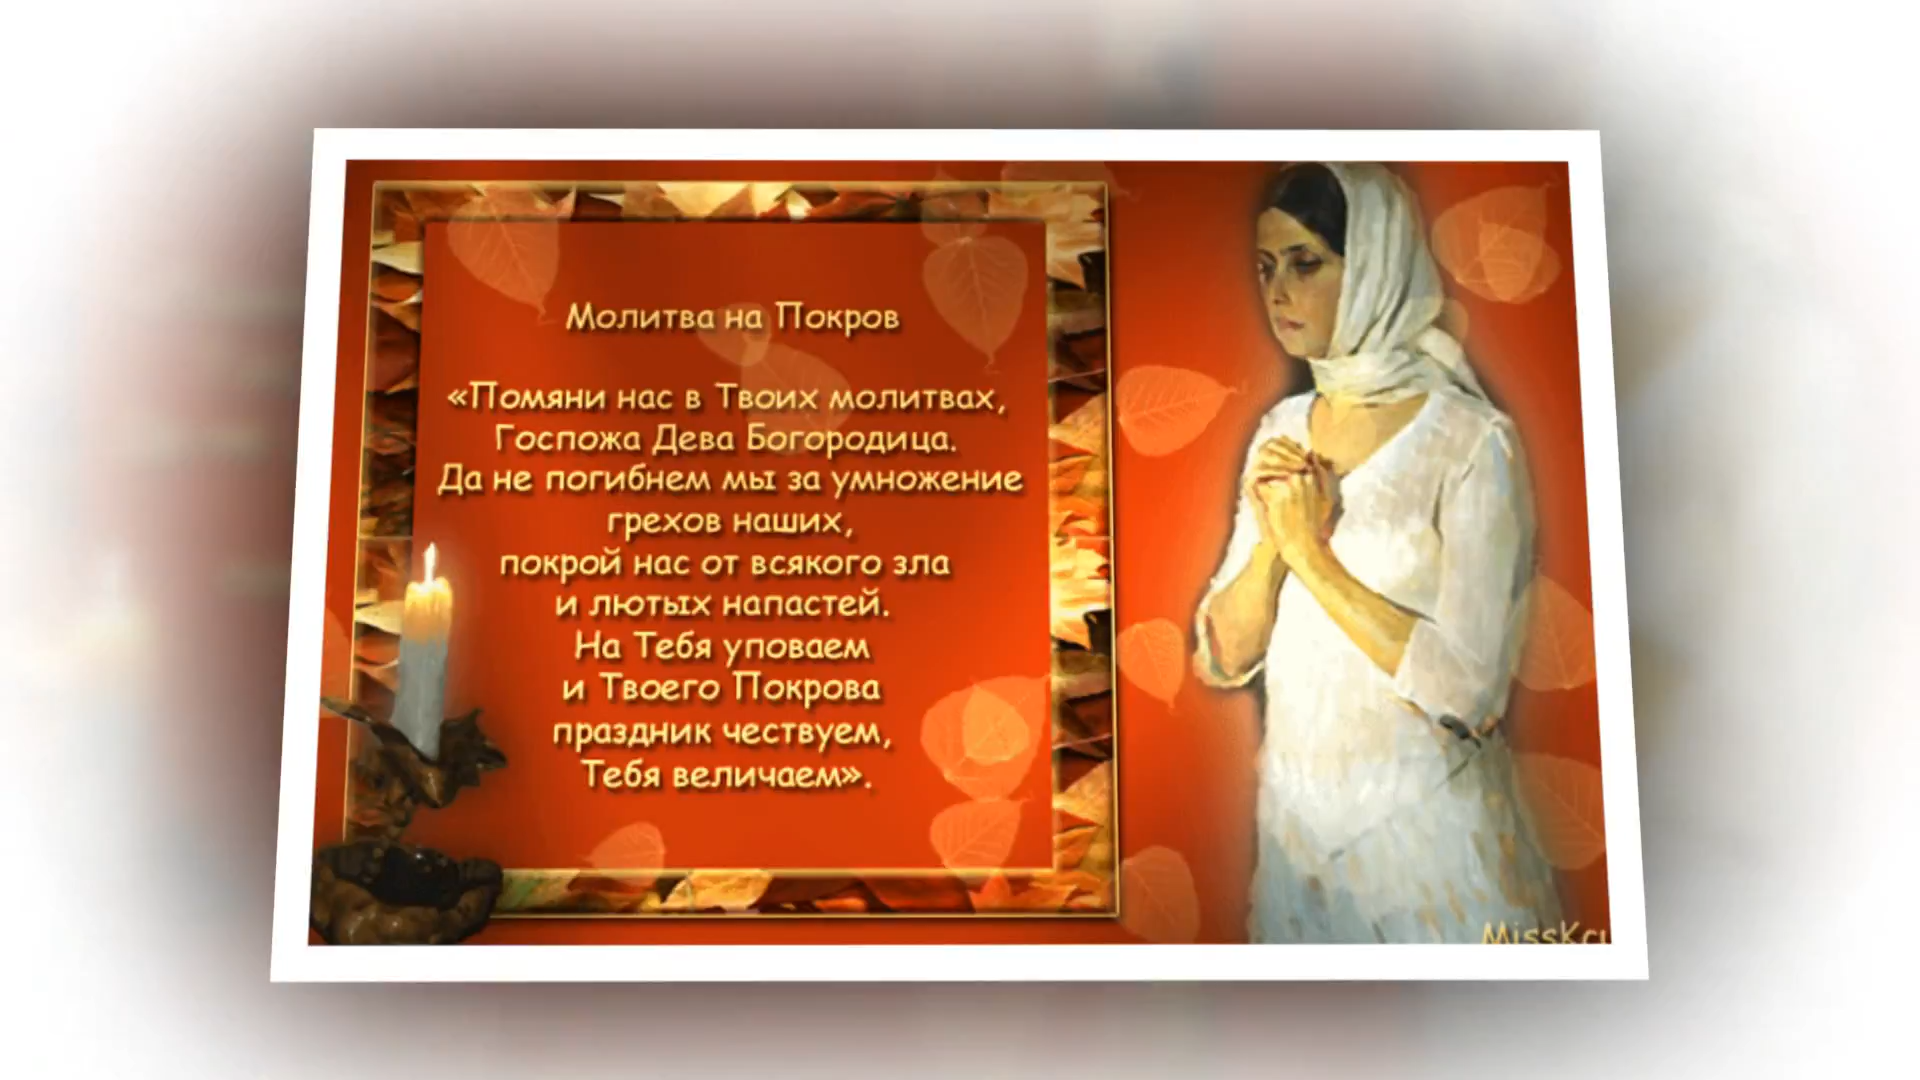 Молитва на Покров
«Помяни нас в Твоих молитвах,
Госпожа Дева Богородица.
Да не погибнем мы за умножение
грехов наших,
покрой нас от всякого зла
и лютых напастей.
На Тебя уповаем
и Твоего Покрова
праздник чествуем,
Тебя величаем».